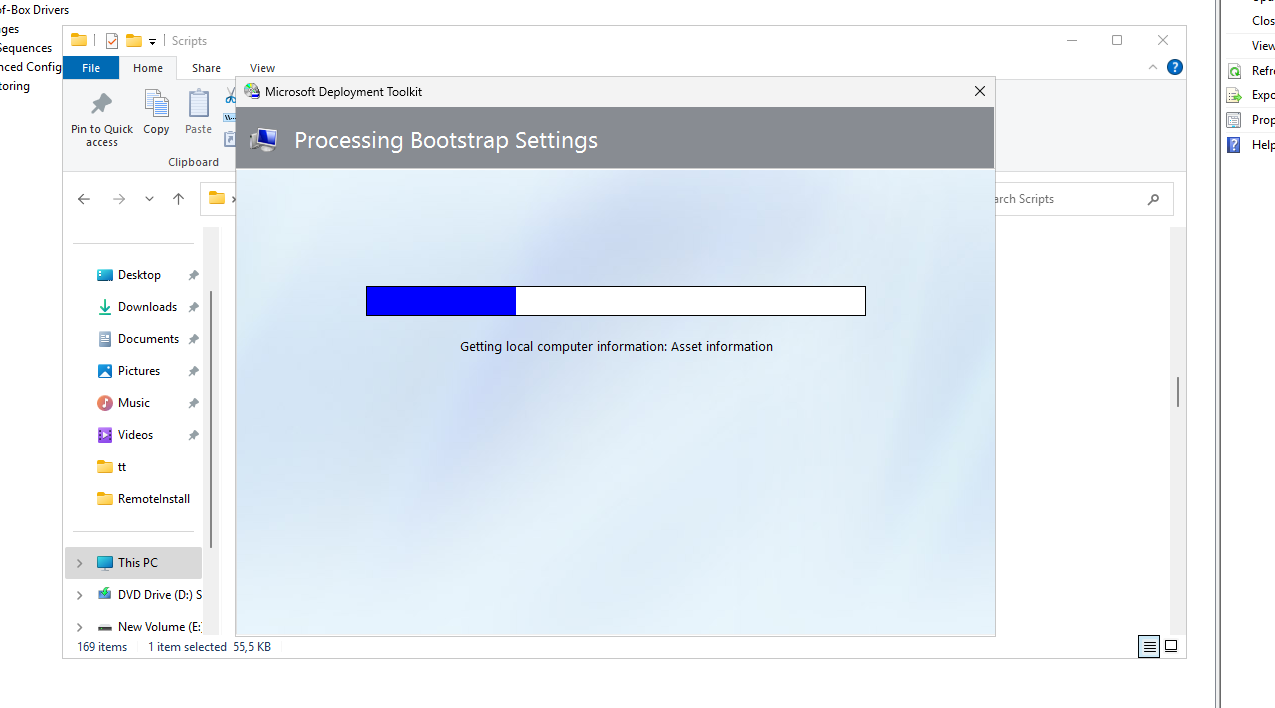 of-Box Drivers
ges
Sequences
nced Config
toring
Scripts
File Home Share View
Pin to Quick access
Copy
Paste
Clipboard
Microsoft Deployment Toolkit
Processing Bootstrap Settings
arch Scripts
Getting local computer information: Asset information
Desktop
Downloads
Documents
Pictures
Music
Videos
tt
RemoteInstall
This PC
DVD Drive (D:) S
New Volume (E:
169 items 1 item selected 55,5 KB
Clos
View
Refre
Expo
Prop
Help